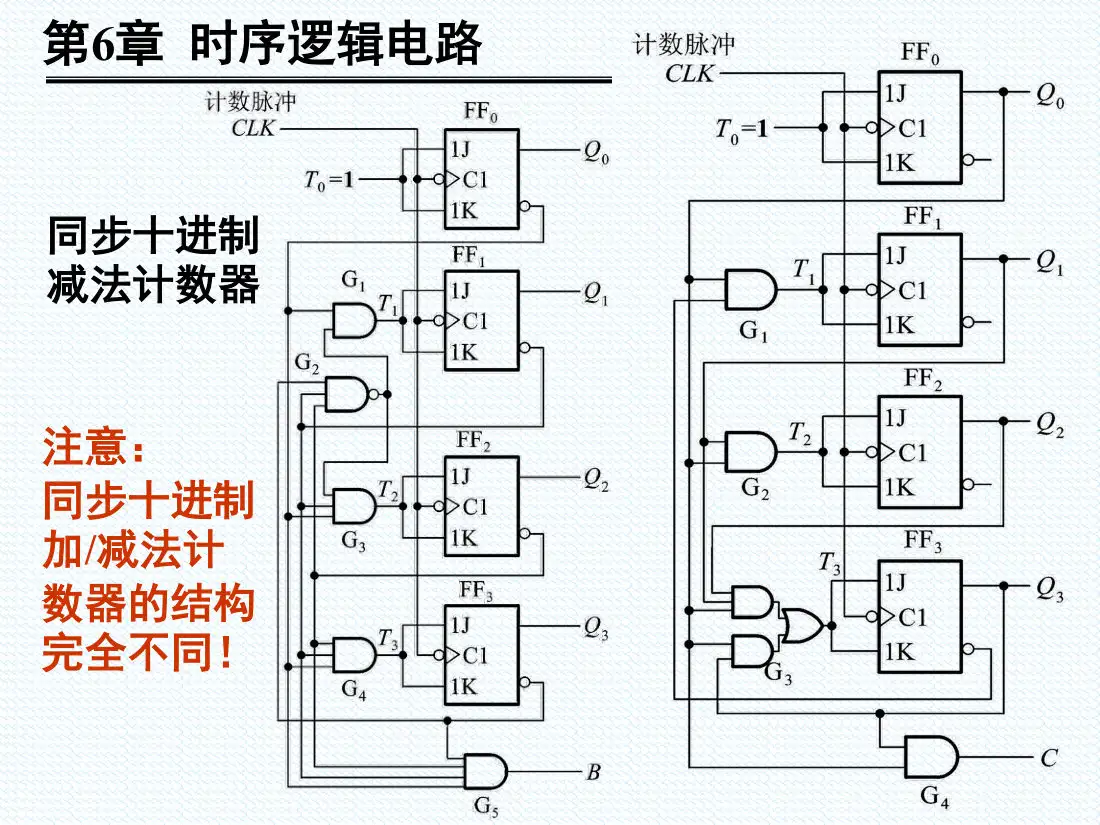 第6章 时序逻辑电路
同步十进制
减法计数器
注意：
同步十进制
加/减法计
数器的结构
完全不同！
计数脉冲
CLK
FF₀
1J
C1
1K
Q₀
T₀=1
FF₁
1J
C1
1K
Q₁
G₁
T₁
G₂
FF₂
1J
C1
1K
Q₂
T₂
G₃
FF₃
1J
C1
1K
Q₃
T₃
G₄
B
G₅
计数脉冲
CLK
FF₀
1J
C1
1K
Q₀
T₀=1
FF₁
1J
C1
1K
Q₁
T₁
G₁
FF₂
1J
C1
1K
Q₂
T₂
G₂
FF₃
1J
C1
1K
Q₃
T₃
G₃
C
G₄